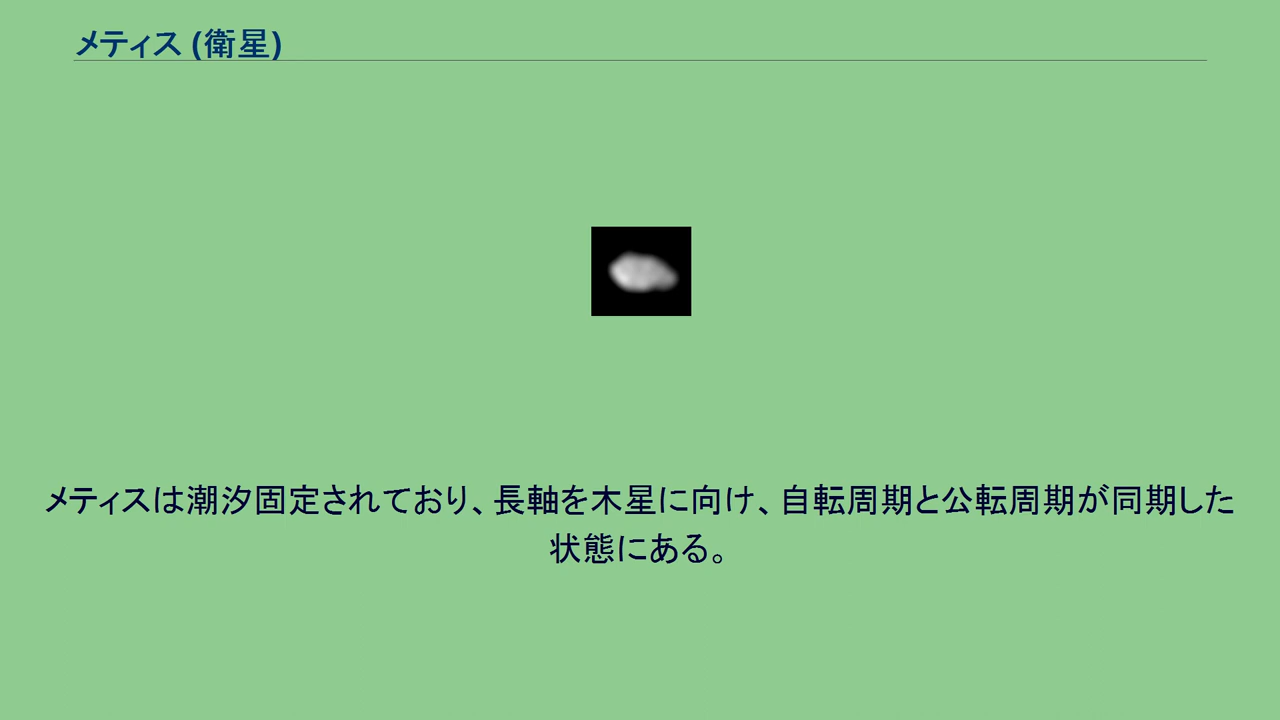 メティス (衛星)
メティスは潮汐固定されており、長軸を木星に向け、自転周期と公転周期が同期した
状態にある。